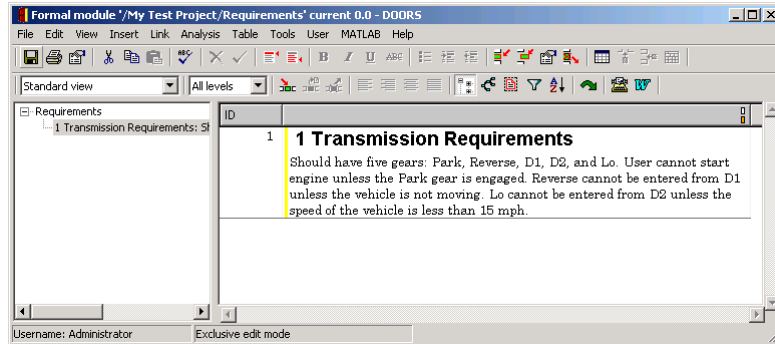 Formal module '/My Test Project/Requirements' current 0.0 - DOORS
File Edit View Insert Link Analysis Table Tools User MATLAB Help
Standard view All levels
Requirements
1 Transmission Requirements: Sh
ID
1 1 Transmission Requirements
Should have five gears: Park, Reverse, D1, D2, and Lo. User cannot start
engine unless the Park gear is engaged. Reverse cannot be entered from D1
unless the vehicle is not moving. Lo cannot be entered from D2 unless the
speed of the vehicle is less than 15 mph.
Username: Administrator Exclusive edit mode